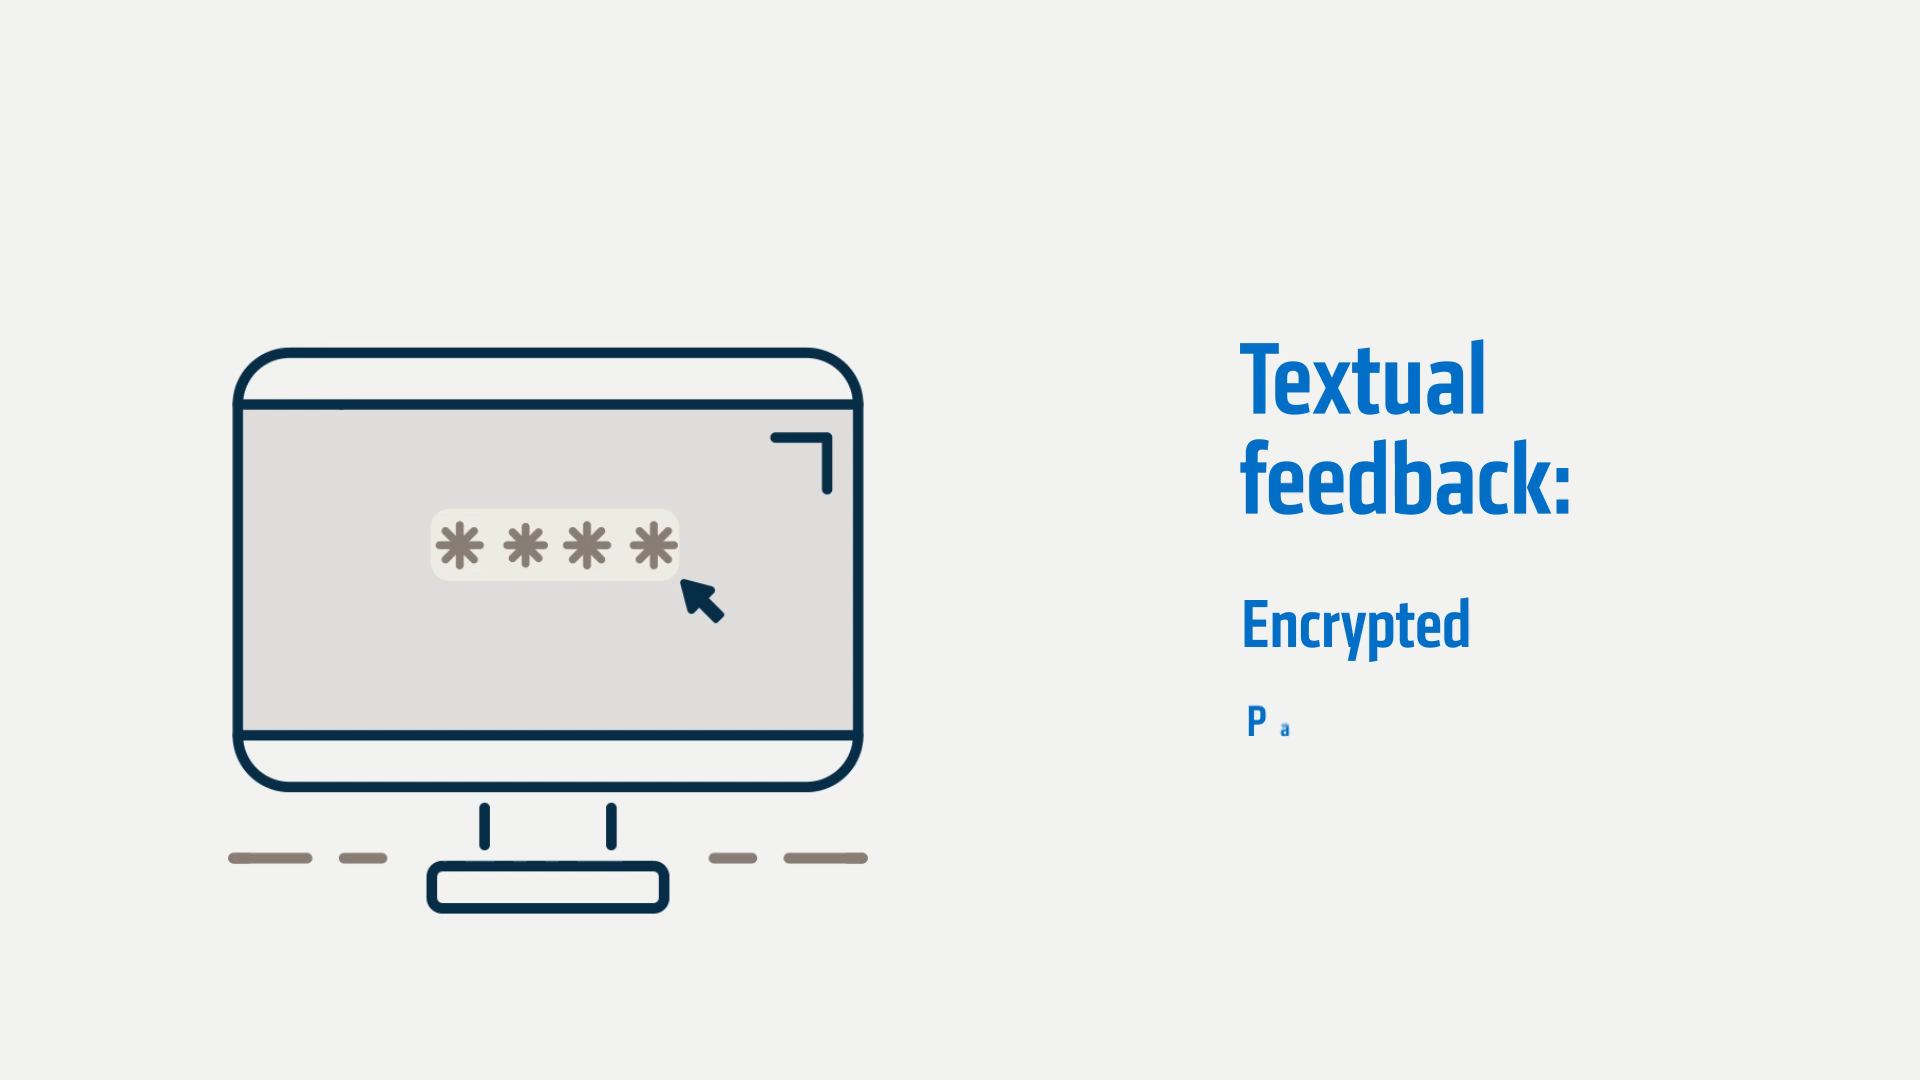 * * * *
Textual
feedback:
Encrypted
P a